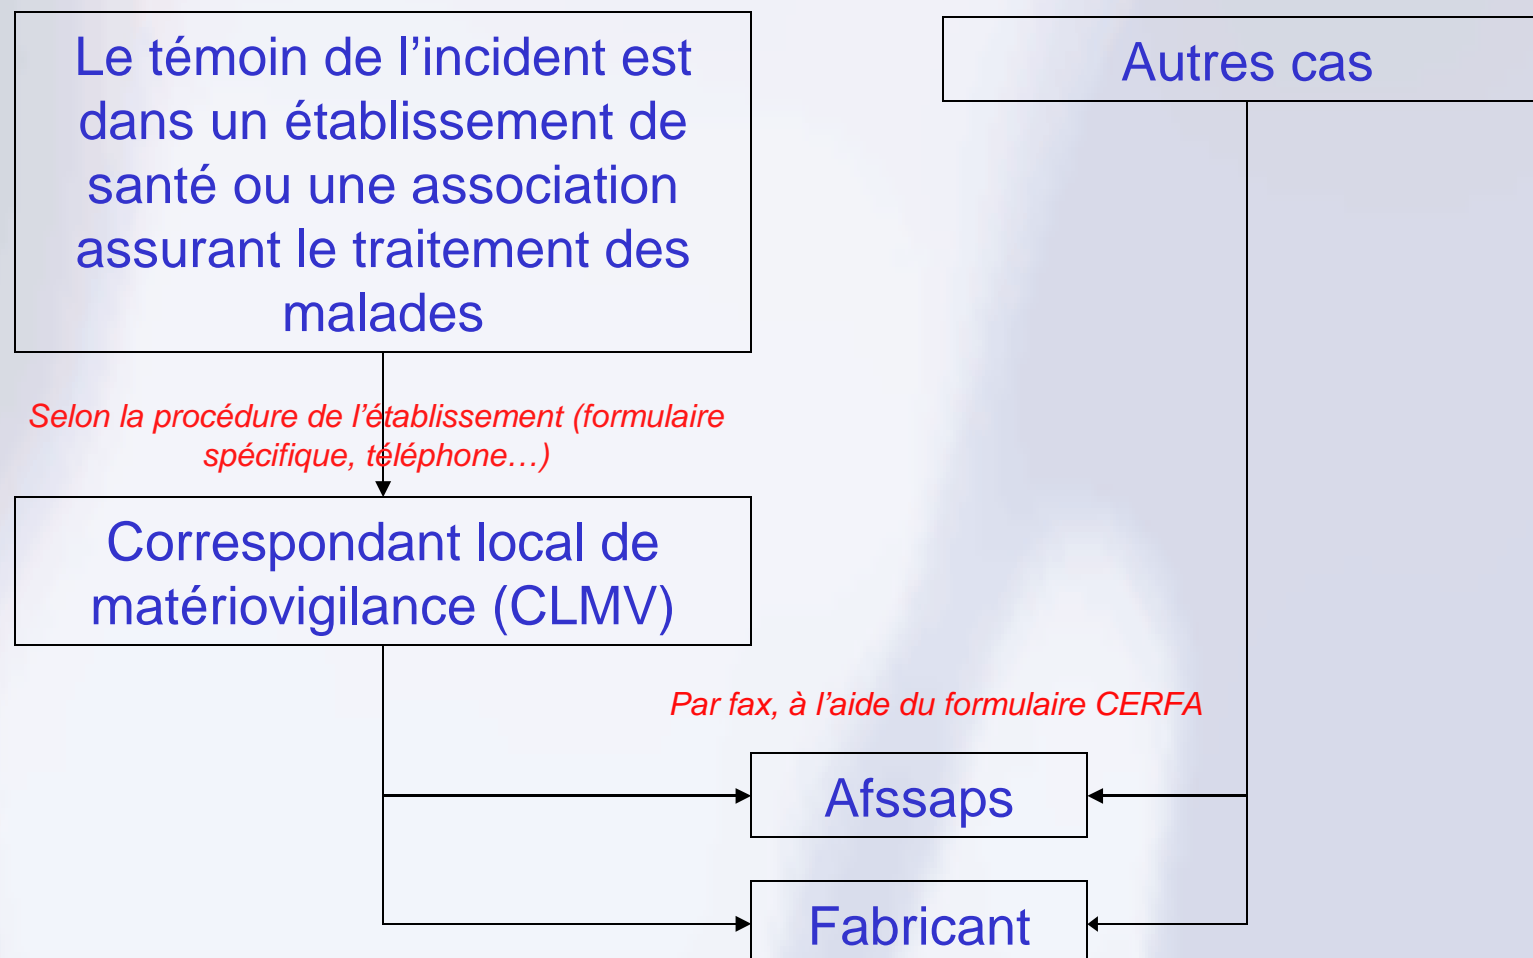 Le témoin de l’incident est
dans un établissement de
santé ou une association
assurant le traitement des
malades
Autres cas
Selon la procédure de l’établissement (formulaire
spécifique, téléphone…)
Correspondant local de
matériovigilance (CLMV)
Par fax, à l’aide du formulaire CERFA
Afssaps
Fabricant